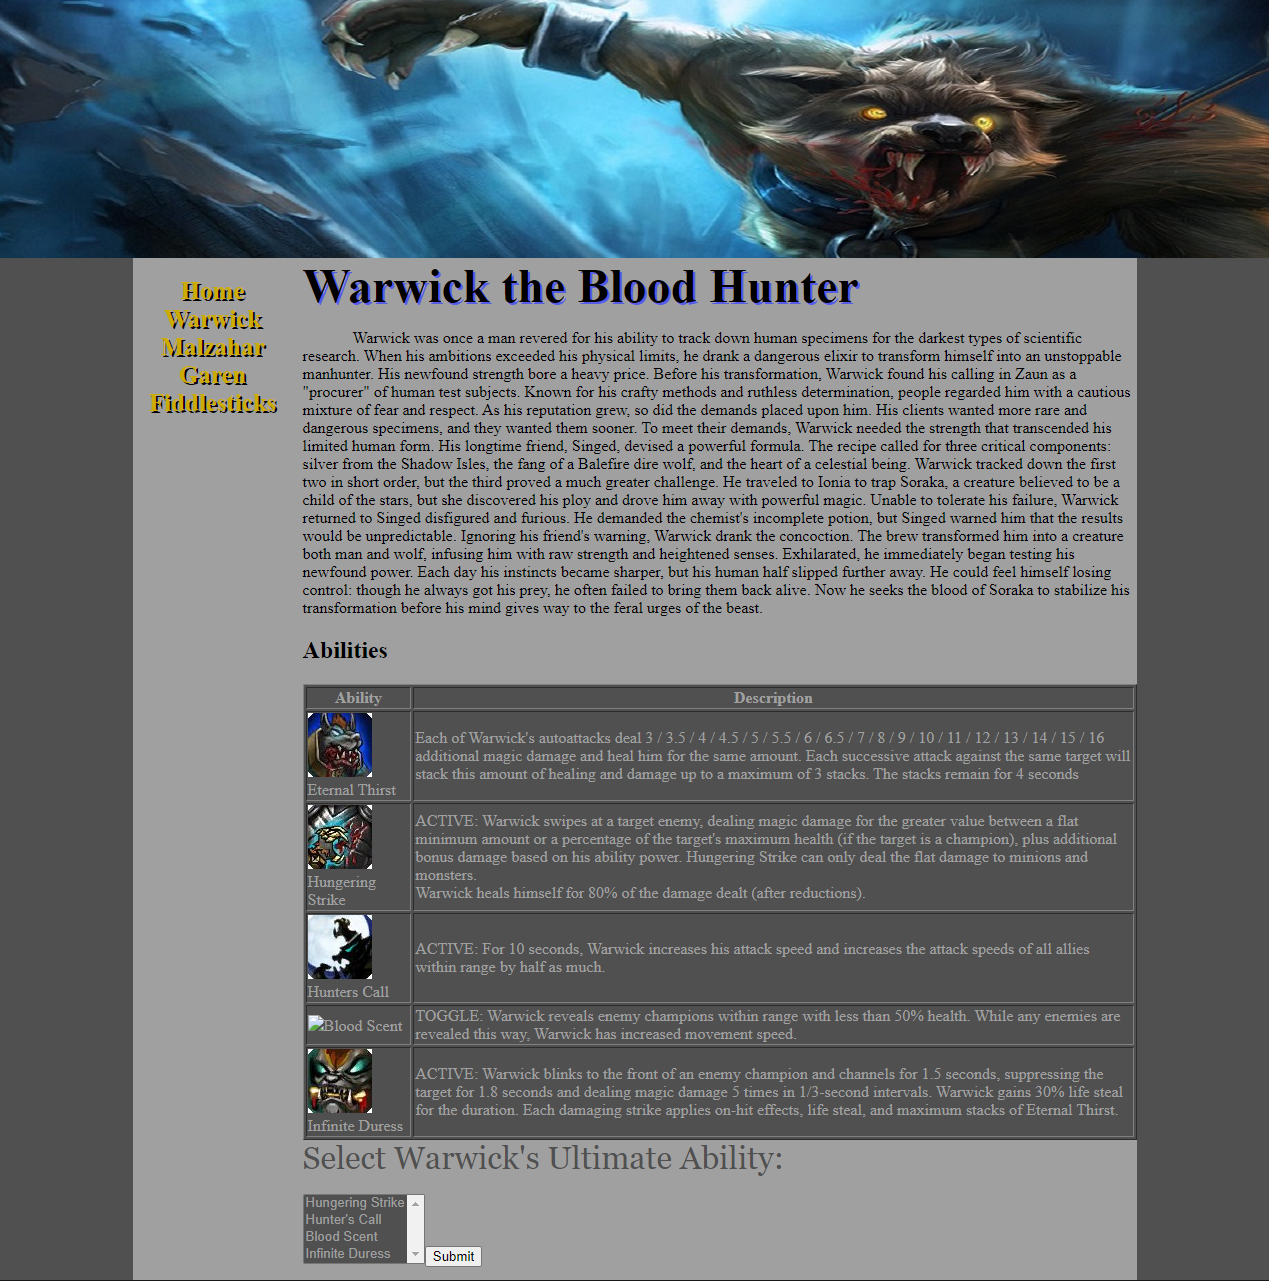 Home
Warwick
Malzahar
Garen
Fiddlesticks
Warwick the Blood Hunter
Warwick was once a man revered for his ability to track down human specimens for the darkest types of scientific
research. When his ambitions exceeded his physical limits, he drank a dangerous elixir to transform himself into an unstoppable
manhunter. His newfound strength bore a heavy price. Before his transformation, Warwick found his calling in Zaun as a
"procurer" of human test subjects. Known for his crafty methods and ruthless determination, people regarded him with a cautious
mixture of fear and respect. As his reputation grew, so did the demands placed upon him. His clients wanted more rare and
dangerous specimens, and they wanted them sooner. To meet their demands, Warwick needed the strength that transcended his
limited human form. His longtime friend, Singed, devised a powerful formula. The recipe called for three critical components:
silver from the Shadow Isles, the fang of a Balefire dire wolf, and the heart of a celestial being. Warwick tracked down the first
two in short order, but the third proved a much greater challenge. He traveled to Ionia to trap Soraka, a creature believed to be a
child of the stars, but she discovered his ploy and drove him away with powerful magic. Unable to tolerate his failure, Warwick
returned to Singed disfigured and furious. He demanded the chemist's incomplete potion, but Singed warned him that the results
would be unpredictable. Ignoring his friend's warning, Warwick drank the concoction. The brew transformed him into a creature
both man and wolf, infusing him with raw strength and heightened senses. Exhilarated, he immediately began testing his
newfound power. Each day his instincts became sharper, but his human half slipped further away. He could feel himself losing
control: though he always got his prey, he often failed to bring them back alive. Now he seeks the blood of Soraka to stabilize his
transformation before his mind gives way to the feral urges of the beast.
Abilities
Ability Description
Eternal Thirst
Each of Warwick's autoattacks deal 3 / 3.5 / 4 / 4.5 / 5 / 5.5 / 6 / 6.5 / 7 / 8 / 9 / 10 / 11 / 12 / 13 / 14 / 15 / 16
additional magic damage and heal him for the same amount. Each successive attack against the same target will
stack this amount of healing and damage up to a maximum of 3 stacks. The stacks remain for 4 seconds
Hungering
Strike
ACTIVE: Warwick swipes at a target enemy, dealing magic damage for the greater value between a flat
minimum amount or a percentage of the target's maximum health (if the target is a champion), plus additional
bonus damage based on his ability power. Hungering Strike can only deal the flat damage to minions and
monsters.
Warwick heals himself for 80% of the damage dealt (after reductions).
Hunters Call
ACTIVE: For 10 seconds, Warwick increases his attack speed and increases the attack speeds of all allies
within range by half as much.
Blood Scent
TOGGLE: Warwick reveals enemy champions within range with less than 50% health. While any enemies are
revealed this way, Warwick has increased movement speed.
Infinite Duress
ACTIVE: Warwick blinks to the front of an enemy champion and channels for 1.5 seconds, suppressing the
target for 1.8 seconds and dealing magic damage 5 times in 1/3-second intervals. Warwick gains 30% life steal
for the duration. Each damaging strike applies on-hit effects, life steal, and maximum stacks of Eternal Thirst.
Select Warwick's Ultimate Ability:
Hungering Strike
Hunter's Call
Blood Scent
Infinite Duress
Submit